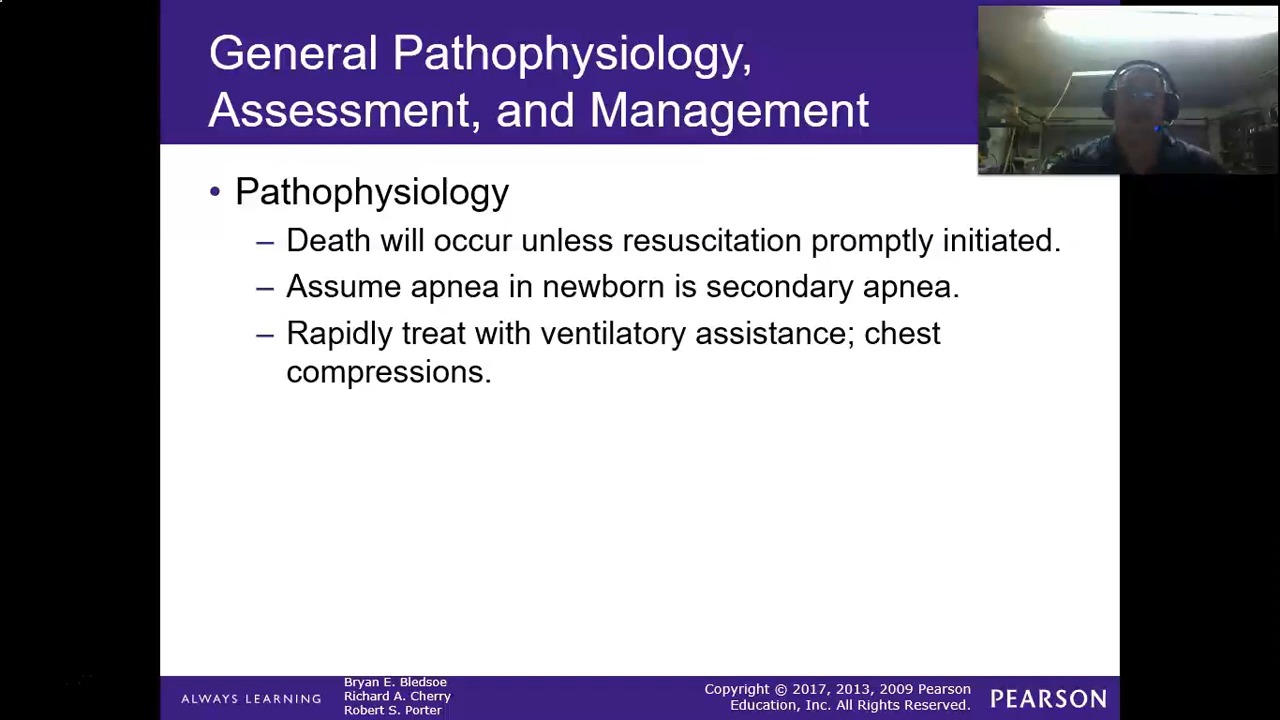 General Pathophysiology,
Assessment, and Management
• Pathophysiology
– Death will occur unless resuscitation promptly initiated.
– Assume apnea in newborn is secondary apnea.
– Rapidly treat with ventilatory assistance; chest
compressions.
ALWAYS LEARNING
Bryan E. Bledsoe
Richard A. Cherry
Robert S. Porter
Copyright © 2017, 2013, 2009 Pearson
Education, Inc. All Rights Reserved.
PEARSON